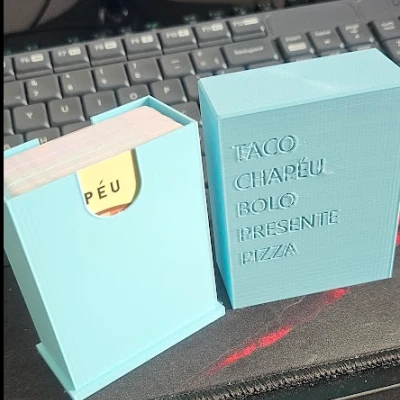 PÉU
TACO
CHAPÉU
BOLO
PRESENTE
PIZZA